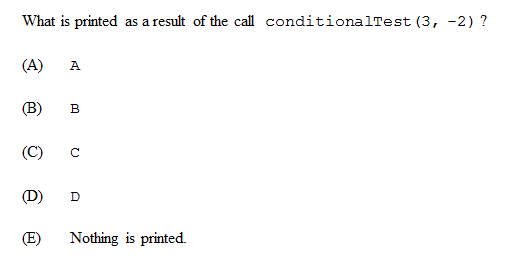 What is printed as a result of the call conditionalTest(3, -2) ?
(A) A
(B) B
(C) C
(D) D
(E) Nothing is printed.